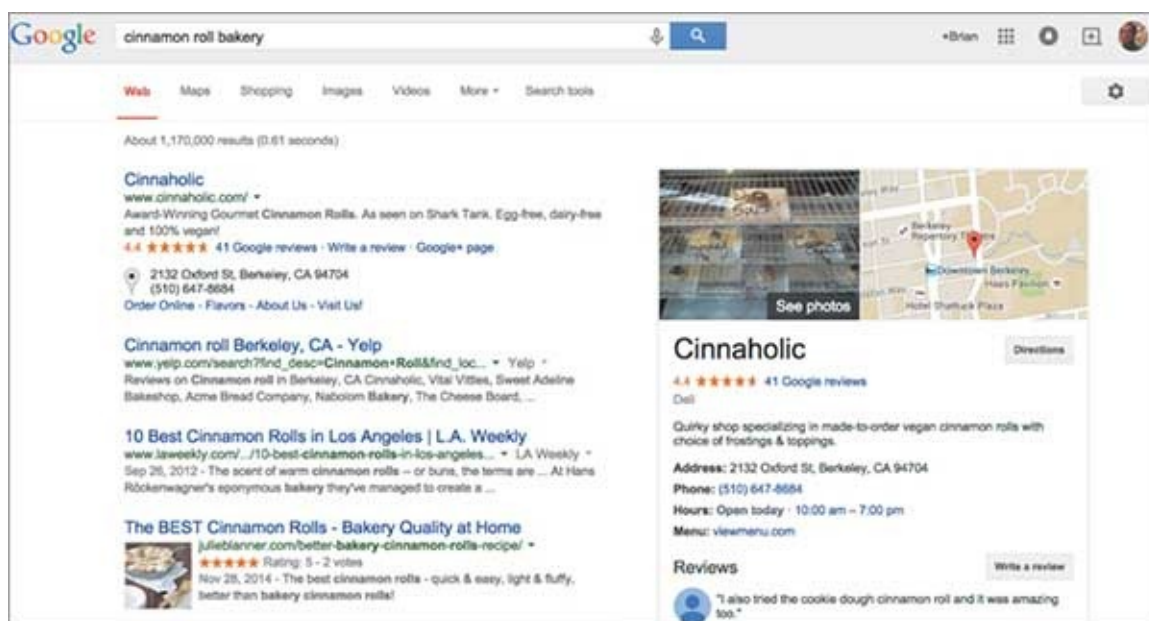 Google
cinnamon roll bakery
+Brian
Web Maps Shopping Images Videos More Search tools
About 1,170,000 results (0.61 seconds)
Cinnaholic
www.cinnaholic.com/
Award-Winning Gourmet Cinnamon Rolls. As seen on Shark Tank. Egg-free, dairy-free
and 100% vegan!
4.4 41 Google reviews · Write a review · Google+ page
2132 Oxford St, Berkeley, CA 94704
(510) 647-8684
Order Online - Flavors - About Us - Visit Us!
Cinnamon roll Berkeley, CA - Yelp
www.yelp.com/search?find_desc=Cinnamon+Roll&find_loc... Yelp
Reviews on Cinnamon roll in Berkeley, CA Cinnaholic, Vital Vittles, Sweet Adeline
Bakeshop, Acme Bread Company, Nabolom Bakery, The Cheese Board, ...
10 Best Cinnamon Rolls in Los Angeles | L.A. Weekly
www.laweekly.com/.../10-best-cinnamon-rolls-in-los-angeles... LA Weekly
Sep 26, 2012 - The scent of warm cinnamon rolls -- or buns, the terms are ... At Hans
Röckenwagner's eponymous bakery they've managed to create a ...
The BEST Cinnamon Rolls - Bakery Quality at Home
julieblanner.com/better-bakery-cinnamon-rolls-recipe/
Rating: 5 - 2 votes
Nov 28, 2014 - The best cinnamon rolls - quick & easy, light & fluffy,
better than bakery cinnamon rolls!
See photos
Berkeley
Repertory
Downtown Berkeley
Haas Pavilion
Hotel Shattuck Plaza
Cinnaholic
Directions
4.4 41 Google reviews
Deli
Quirky shop specializing in made-to-order vegan cinnamon rolls with
choice of frostings & toppings.
Address: 2132 Oxford St, Berkeley, CA 94704
Phone: (510) 647-8684
Hours: Open today · 10:00 am – 7:00 pm
Menu: viewmenu.com
Reviews
Write a review
"I also tried the cookie dough cinnamon roll and it was amazing
too."